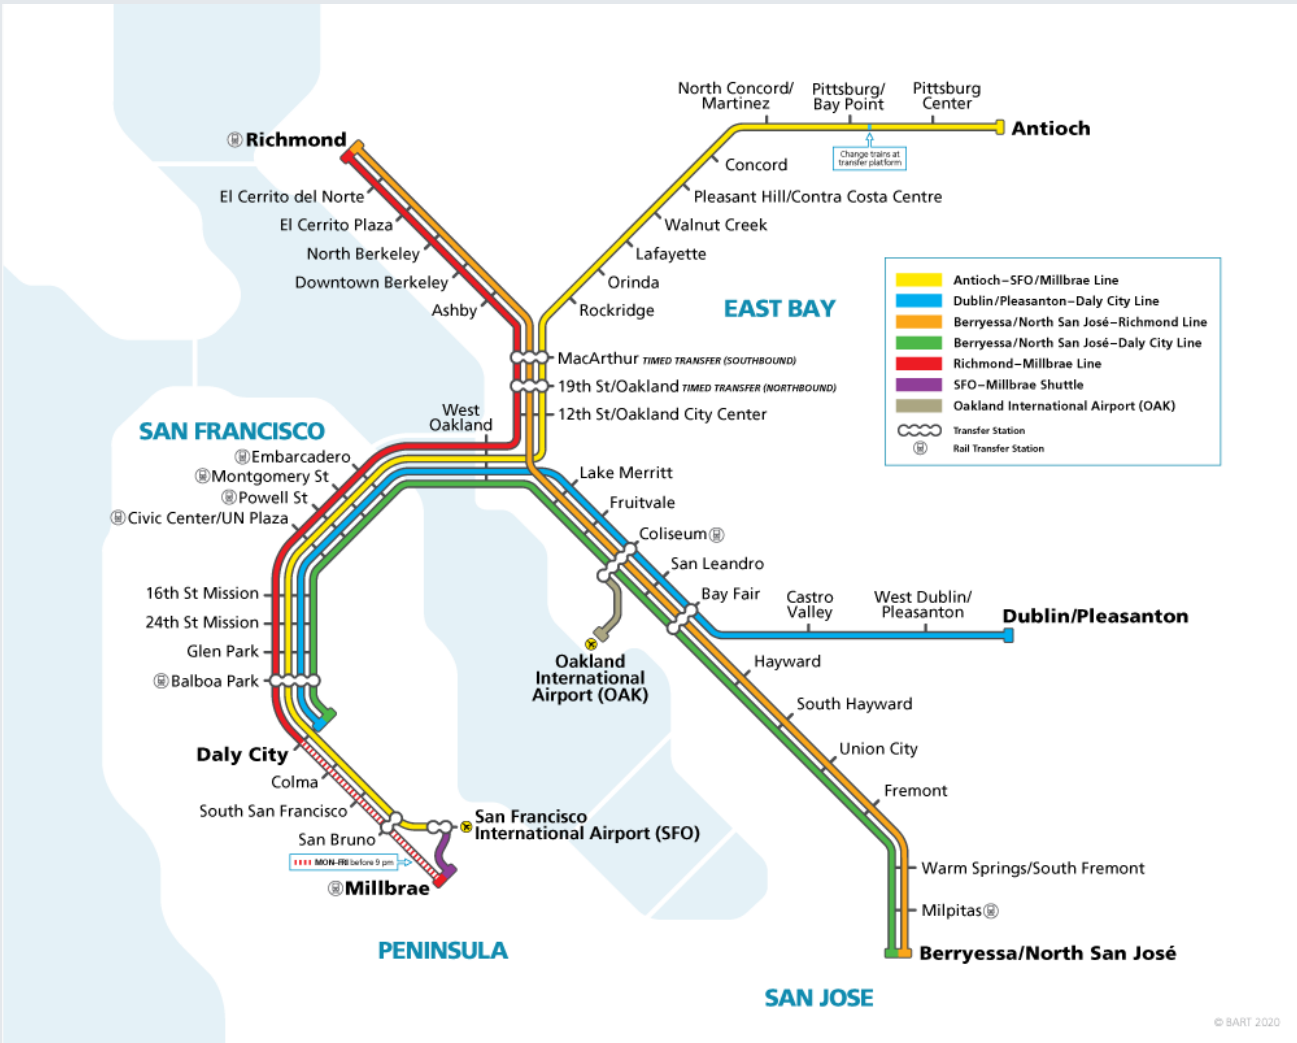 North Concord/
Martinez
Pittsburg/
Bay Point
Pittsburg
Center
Antioch
Change trains at
transfer platform
Richmond
Concord
El Cerrito del Norte
Pleasant Hill/Contra Costa Centre
El Cerrito Plaza
Walnut Creek
North Berkeley
Lafayette
Downtown Berkeley
Orinda
Ashby
Rockridge
EAST BAY
Antioch–SFO/Millbrae Line
Dublin/Pleasanton–Daly City Line
Berryessa/North San José–Richmond Line
Berryessa/North San José–Daly City Line
Richmond–Millbrae Line
SFO–Millbrae Shuttle
Oakland International Airport (OAK)
Transfer Station
Rail Transfer Station
MacArthur TIMED TRANSFER (SOUTHBOUND)
19th St/Oakland TIMED TRANSFER (NORTHBOUND)
12th St/Oakland City Center
West
Oakland
SAN FRANCISCO
Embarcadero
Montgomery St
Powell St
Civic Center/UN Plaza
Lake Merritt
Fruitvale
Coliseum
San Leandro
Bay Fair
Castro
Valley
West Dublin/
Pleasanton
Dublin/Pleasanton
16th St Mission
24th St Mission
Glen Park
Balboa Park
Oakland
International
Airport (OAK)
Hayward
South Hayward
Union City
Fremont
Daly City
Colma
South San Francisco
San Bruno
San Francisco
International Airport (SFO)
MON-FRI before 9 pm
Millbrae
Warm Springs/South Fremont
Milpitas
Berryessa/North San José
PENINSULA
SAN JOSE
© BART 2020